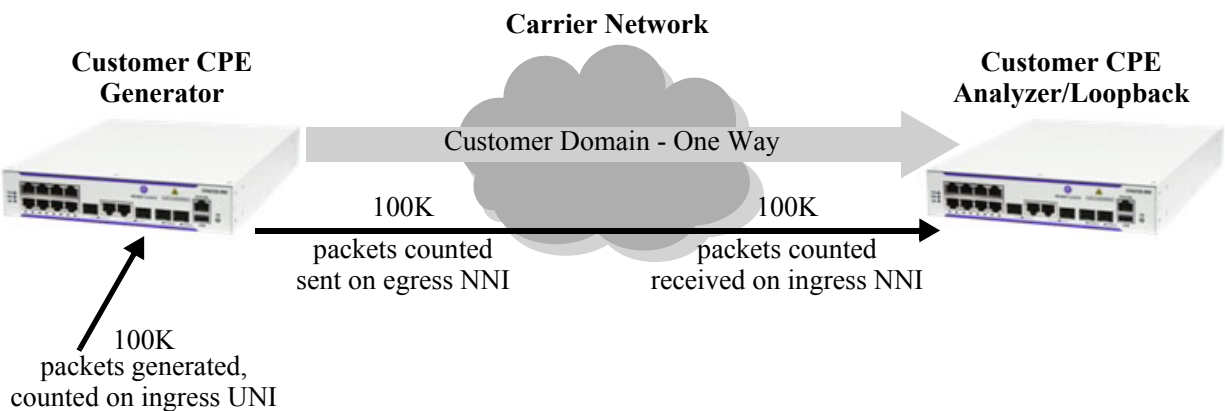 Carrier Network
Customer CPE
Generator
Customer CPE
Analyzer/Loopback
Customer Domain - One Way
100K
packets counted
sent on egress NNI
100K
packets counted
received on ingress NNI
100K
packets generated,
counted on ingress UNI